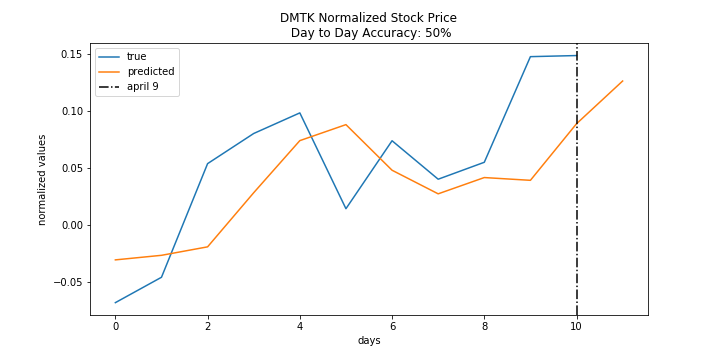 DMTK Normalized Stock Price
Day to Day Accuracy: 50%
true
predicted
april 9
0.15
0.10
0.05
0.00
−0.05
normalized values
0 2 4 6 8 10
days